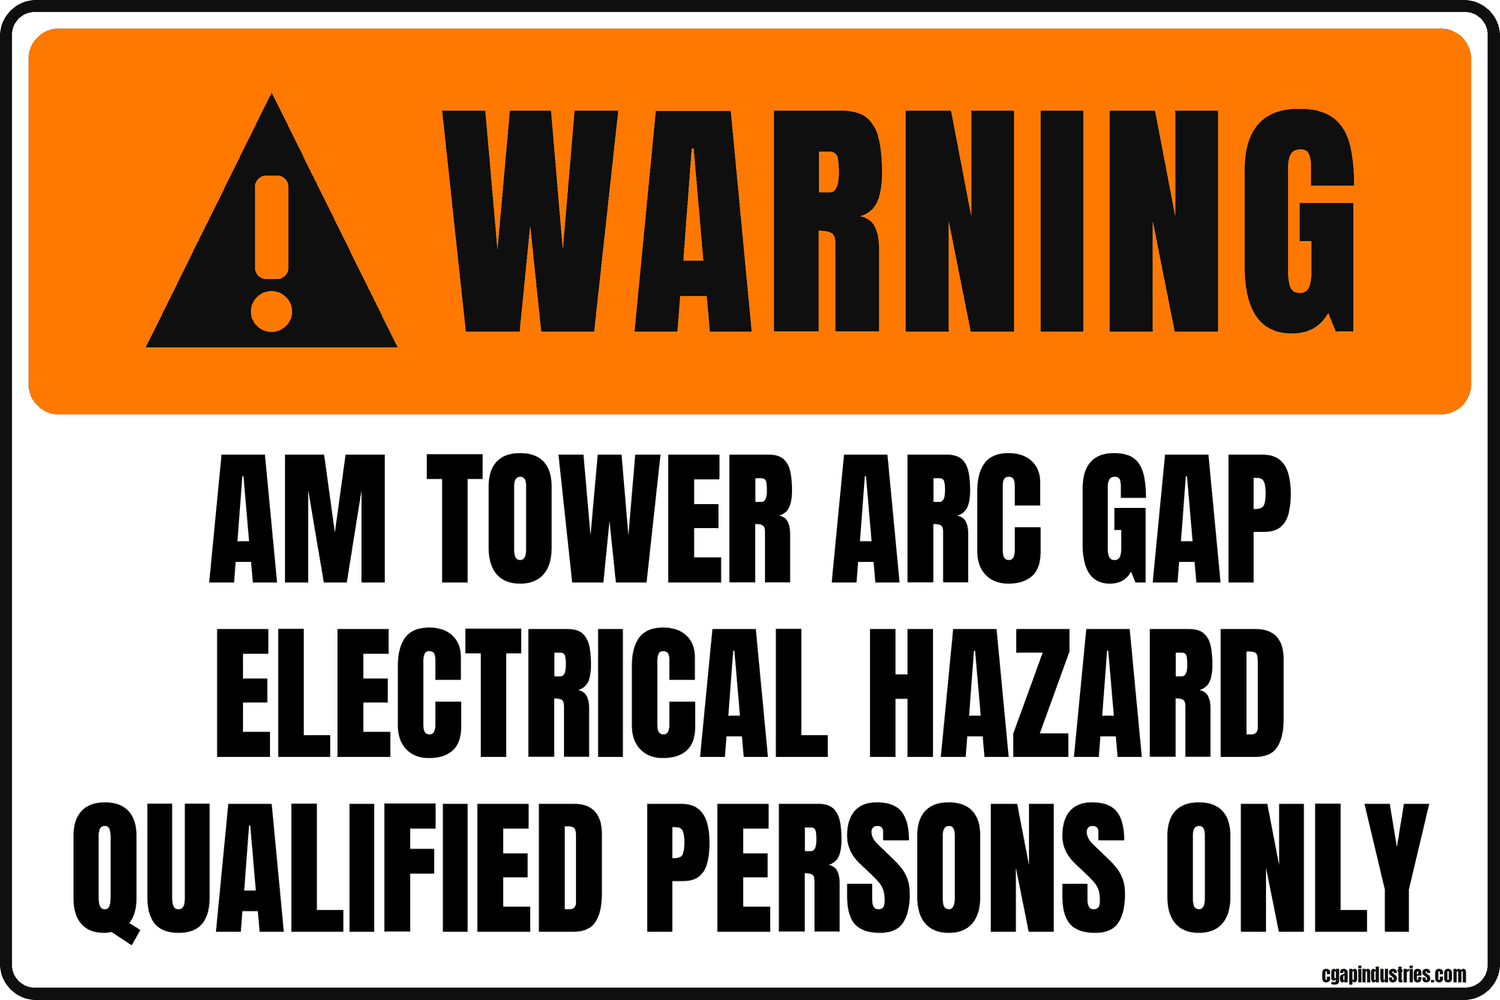 WARNING
AM TOWER ARC GAP
ELECTRICAL HAZARD
QUALIFIED PERSONS ONLY
cgapindustries.com